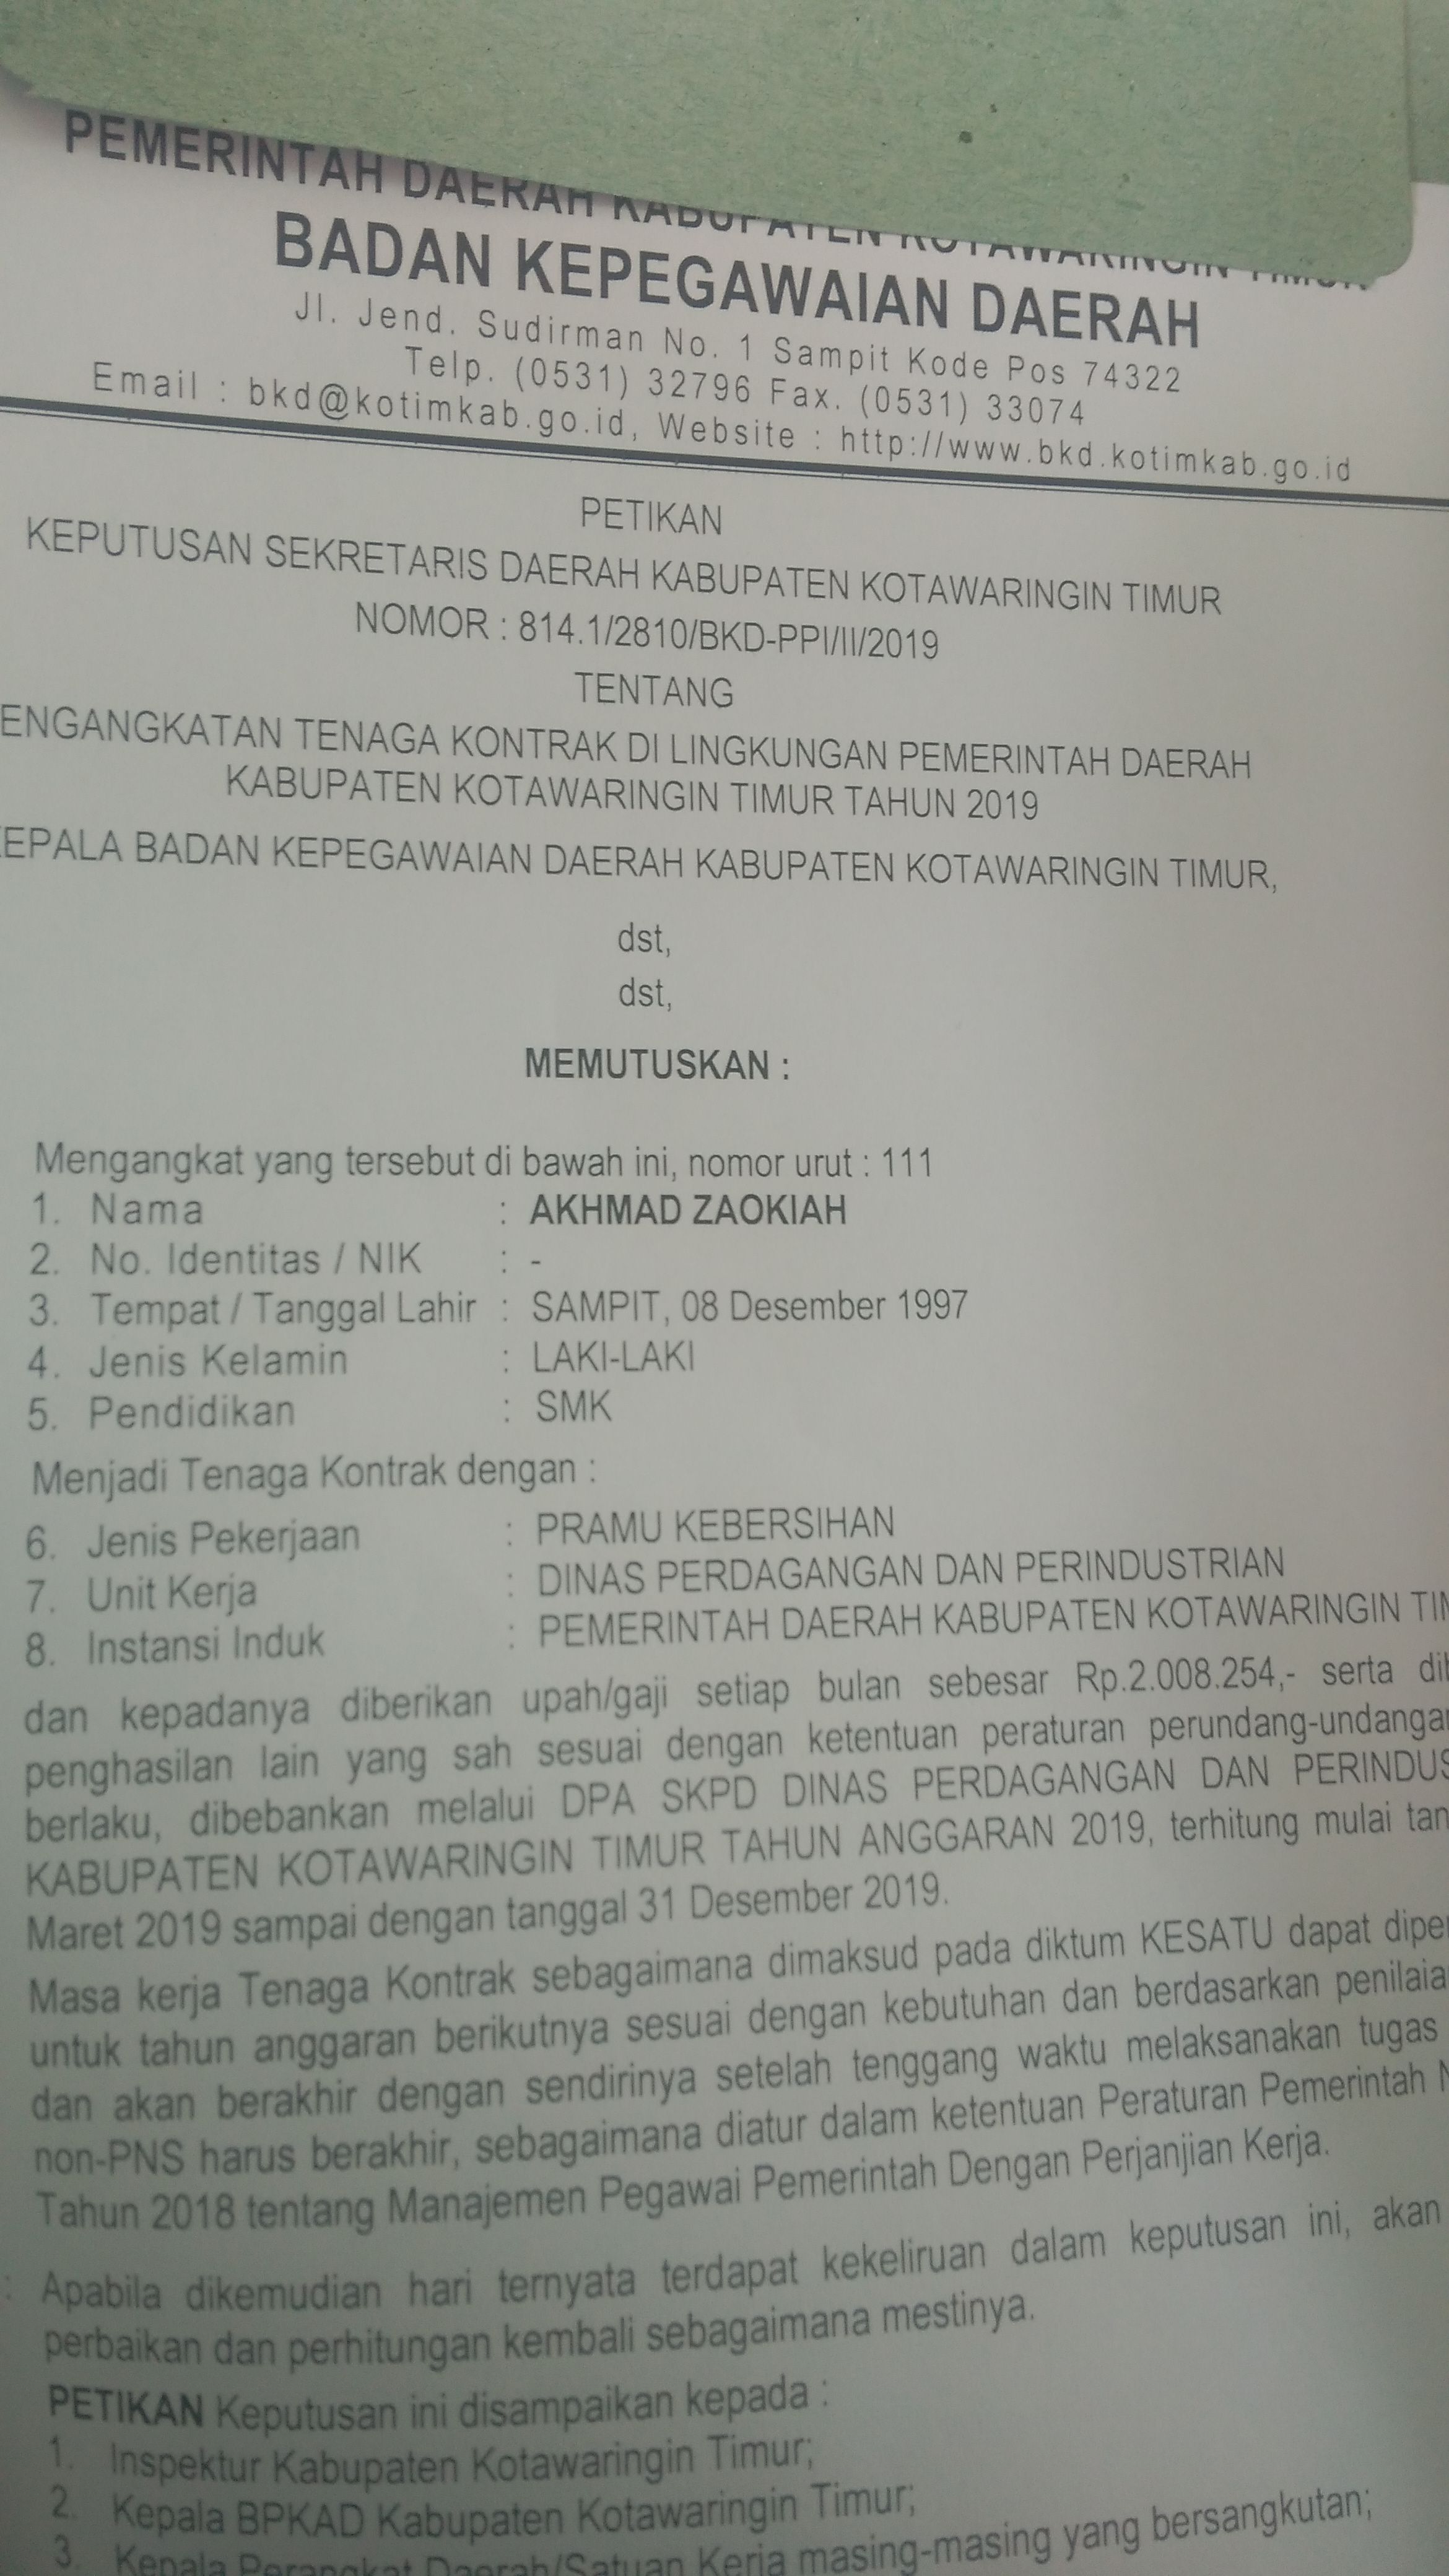 PEMERINTAH DAERAH KABUPATEN KOTAWARINGIN TIMUR
BADAN KEPEGAWAIAN DAERAH
Jl. Jend. Sudirman No. 1 Sampit Kode Pos 74322
Telp. (0531) 32796 Fax. (0531) 33074
Email : bkd@kotimkab.go.id, Website : http://www.bkd.kotimkab.go.id
PETIKAN
KEPUTUSAN SEKRETARIS DAERAH KABUPATEN KOTAWARINGIN TIMUR
NOMOR : 814.1/2810/BKD-PPI/II/2019
TENTANG
ENGANGKATAN TENAGA KONTRAK DI LINGKUNGAN PEMERINTAH DAERAH
KABUPATEN KOTAWARINGIN TIMUR TAHUN 2019
EPALA BADAN KEPEGAWAIAN DAERAH KABUPATEN KOTAWARINGIN TIMUR,
dst,
dst,
MEMUTUSKAN :
Mengangkat yang tersebut di bawah ini, nomor urut : 111
1. Nama : AKHMAD ZAOKIAH
2. No. Identitas / NIK : -
3. Tempat / Tanggal Lahir : SAMPIT, 08 Desember 1997
4. Jenis Kelamin : LAKI-LAKI
5. Pendidikan : SMK
Menjadi Tenaga Kontrak dengan :
6. Jenis Pekerjaan : PRAMU KEBERSIHAN
7. Unit Kerja : DINAS PERDAGANGAN DAN PERINDUSTRIAN
8. Instansi Induk : PEMERINTAH DAERAH KABUPATEN KOTAWARINGIN TIM
dan kepadanya diberikan upah/gaji setiap bulan sebesar Rp.2.008.254,- serta dib
penghasilan lain yang sah sesuai dengan ketentuan peraturan perundang-undangan
berlaku, dibebankan melalui DPA SKPD DINAS PERDAGANGAN DAN PERINDUS
KABUPATEN KOTAWARINGIN TIMUR TAHUN ANGGARAN 2019, terhitung mulai tan
Maret 2019 sampai dengan tanggal 31 Desember 2019.
Masa kerja Tenaga Kontrak sebagaimana dimaksud pada diktum KESATU dapat diper
untuk tahun anggaran berikutnya sesuai dengan kebutuhan dan berdasarkan penilaia
dan akan berakhir dengan sendirinya setelah tenggang waktu melaksanakan tugas
non-PNS harus berakhir, sebagaimana diatur dalam ketentuan Peraturan Pemerintah N
Tahun 2018 tentang Manajemen Pegawai Pemerintah Dengan Perjanjian Kerja.
: Apabila dikemudian hari ternyata terdapat kekeliruan dalam keputusan ini, akan
perbaikan dan perhitungan kembali sebagaimana mestinya.
PETIKAN Keputusan ini disampaikan kepada :
1. Inspektur Kabupaten Kotawaringin Timur;
2. Kepala BPKAD Kabupaten Kotawaringin Timur;
3. Kepala Perangkat Daerah/Satuan Kerja masing-masing yang bersangkutan;